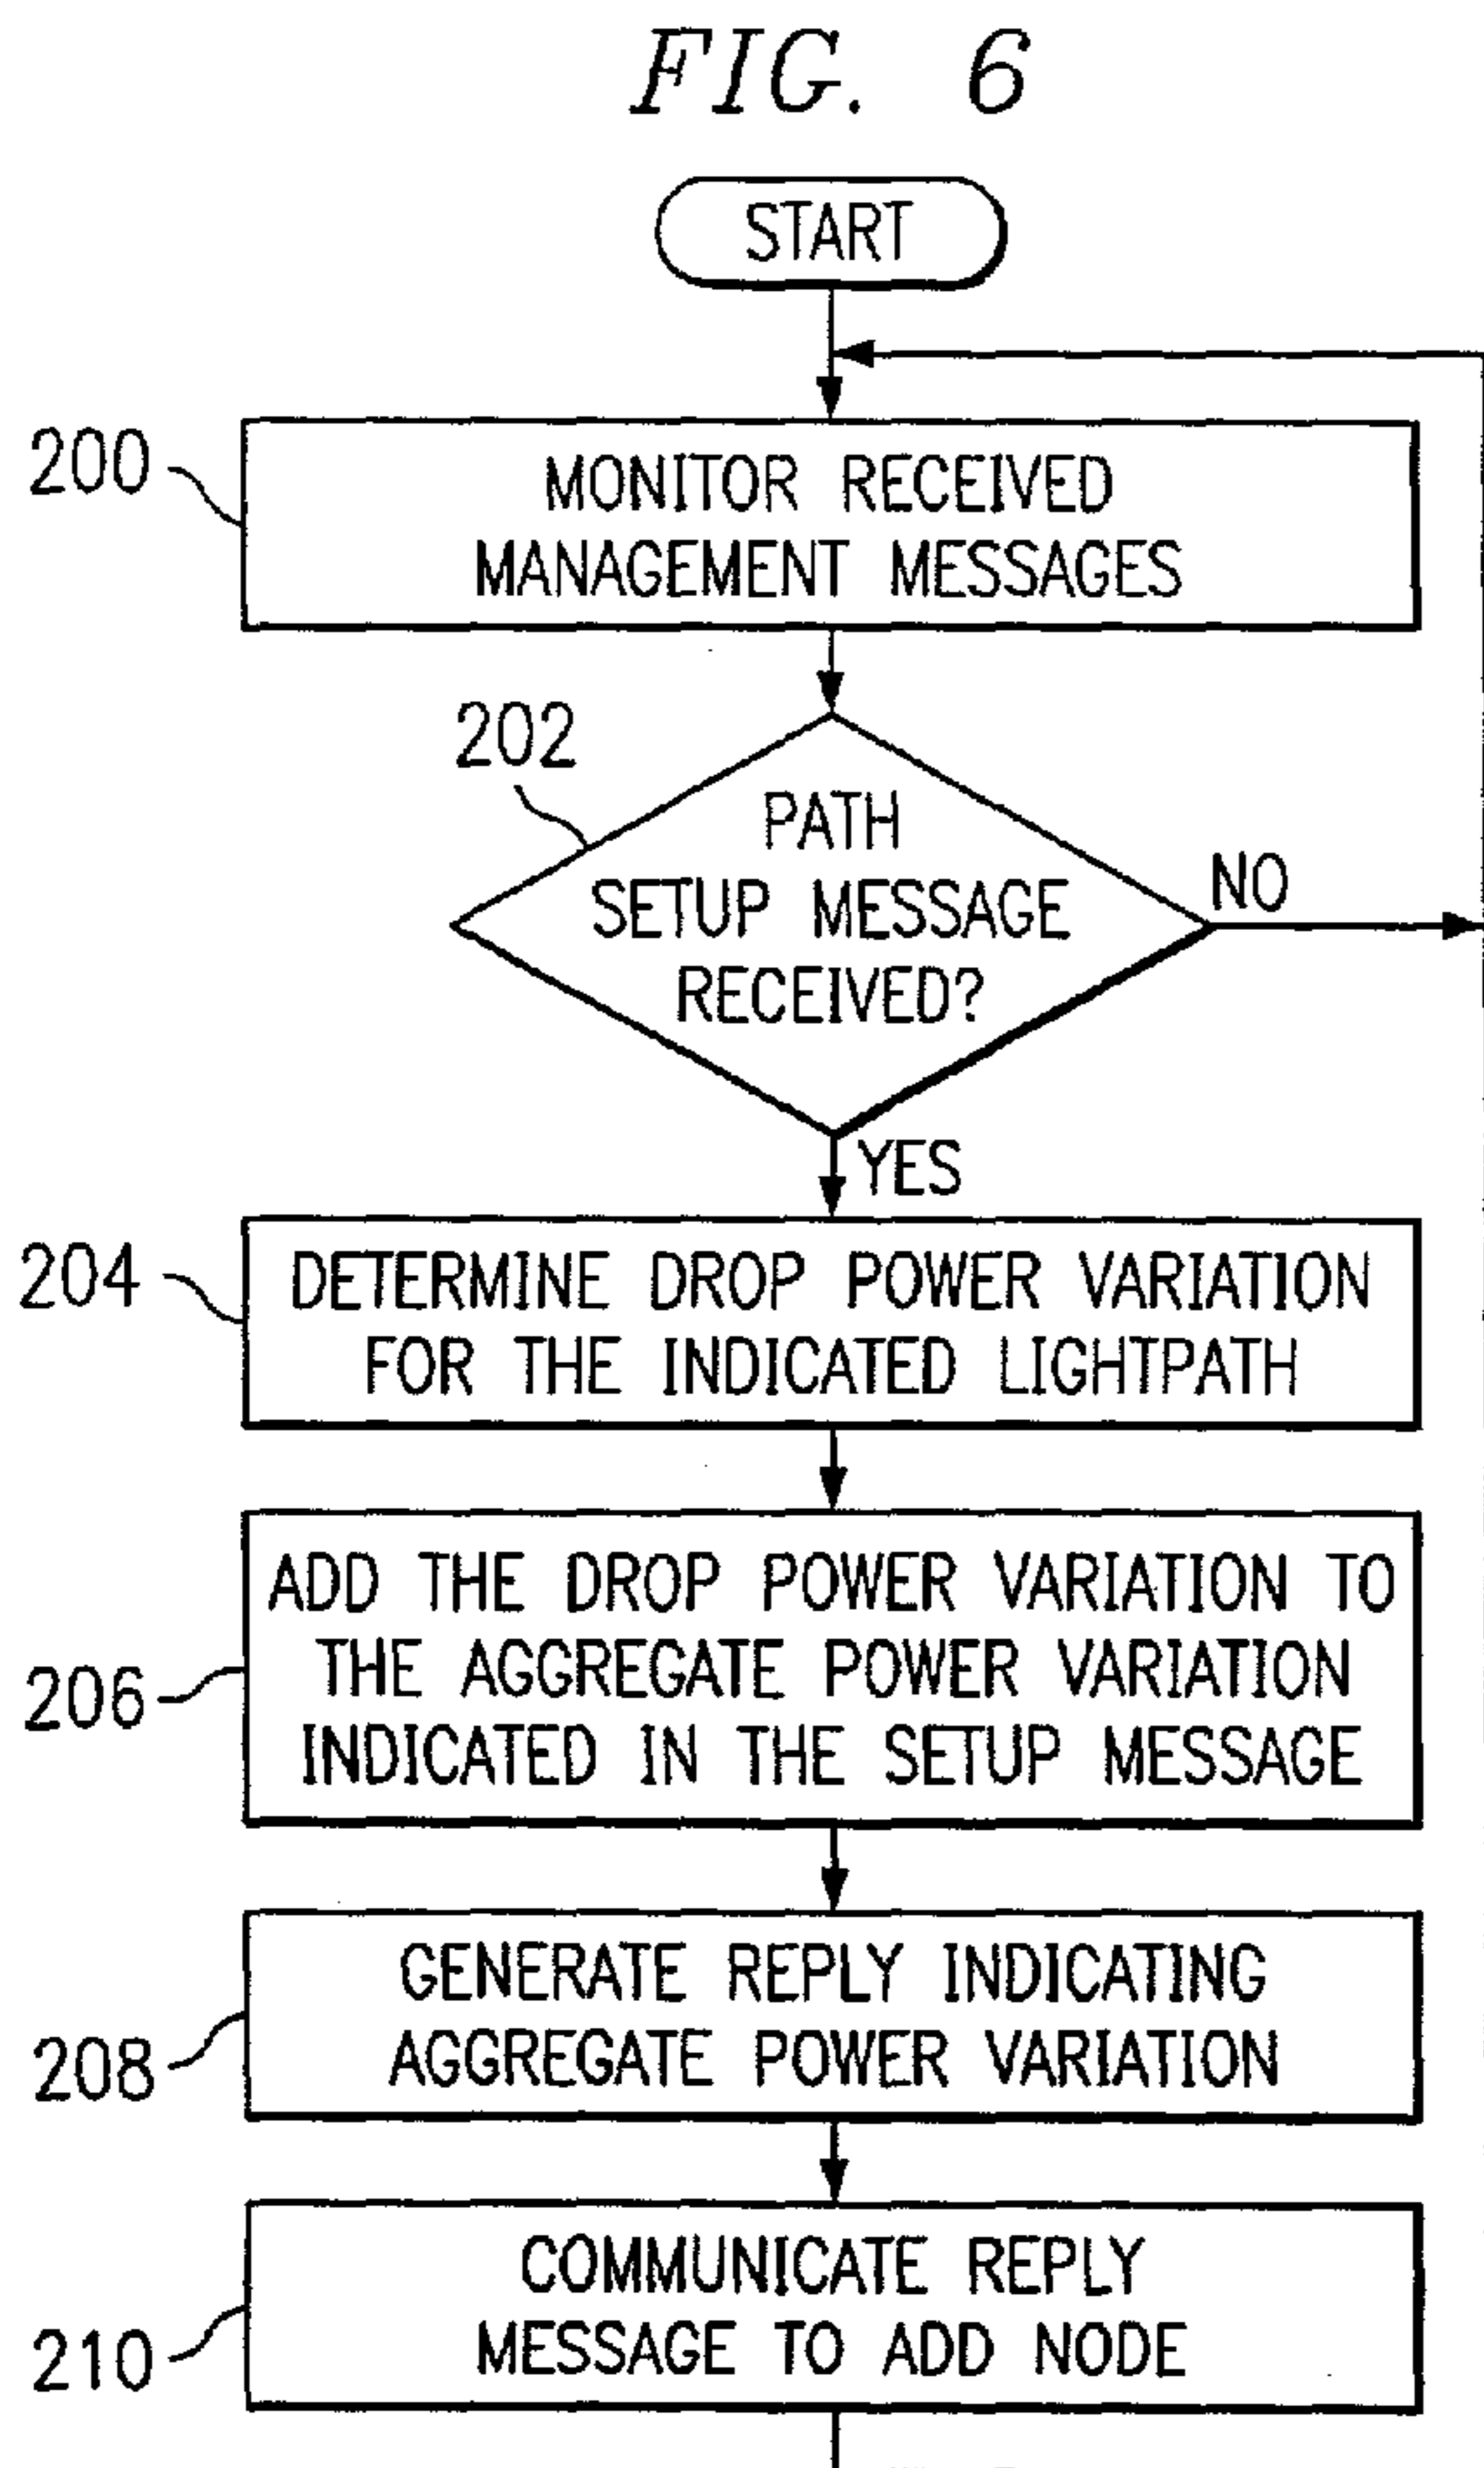 FIG. 6
START
200
MONITOR RECEIVED
MANAGEMENT MESSAGES
202
PATH
SETUP MESSAGE
RECEIVED?
NO
YES
204
DETERMINE DROP POWER VARIATION
FOR THE INDICATED LIGHTPATH
206
ADD THE DROP POWER VARIATION TO
THE AGGREGATE POWER VARIATION
INDICATED IN THE SETUP MESSAGE
208
GENERATE REPLY INDICATING
AGGREGATE POWER VARIATION
210
COMMUNICATE REPLY
MESSAGE TO ADD NODE